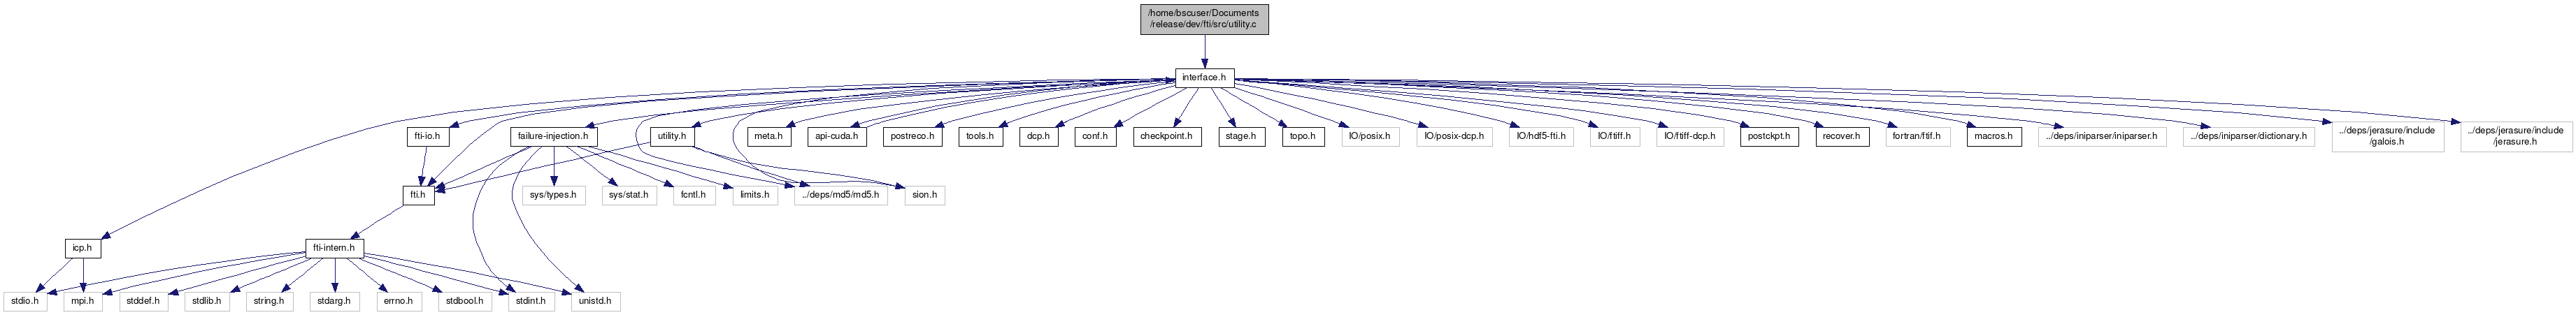 /home/bscuser/Documents
/release/dev/fti/src/utility.c
interface.h
fti-io.h
failure-injection.h
utility.h
meta.h
api-cuda.h
postreco.h
tools.h
dcp.h
conf.h
checkpoint.h
stage.h
topo.h
IO/posix.h
IO/posix-dcp.h
IO/hdf5-fti.h
IO/ftiff.h
IO/ftiff-dcp.h
postckpt.h
recover.h
fortran/ftif.h
macros.h
../deps/iniparser/iniparser.h
../deps/iniparser/dictionary.h
../deps/jerasure/include
/galois.h
../deps/jerasure/include
/jerasure.h
fti.h
sys/types.h
sys/stat.h
fcntl.h
limits.h
../deps/md5/md5.h
sion.h
icp.h
fti-intern.h
stdio.h
mpi.h
stddef.h
stdlib.h
string.h
stdarg.h
errno.h
stdbool.h
stdint.h
unistd.h